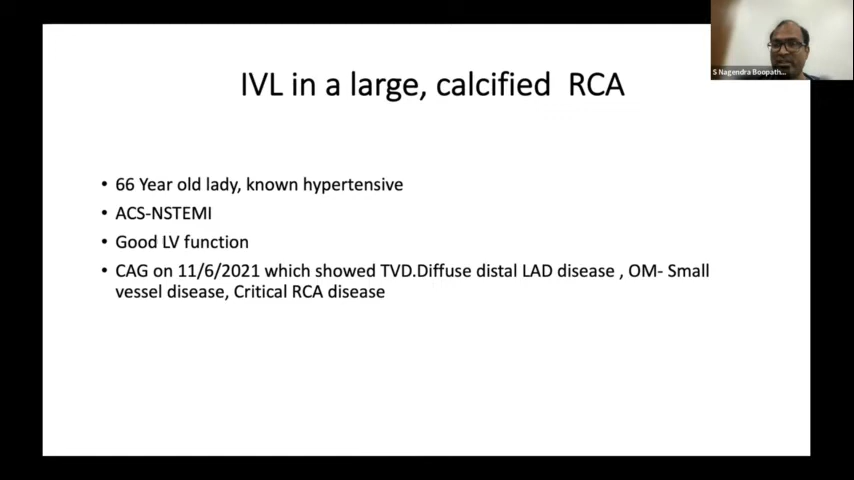 S Nagendra Boopath...
IVL in a large, calcified RCA
• 66 Year old lady, known hypertensive
• ACS-NSTEMI
• Good LV function
• CAG on 11/6/2021 which showed TVD.Diffuse distal LAD disease , OM- Small
vessel disease, Critical RCA disease